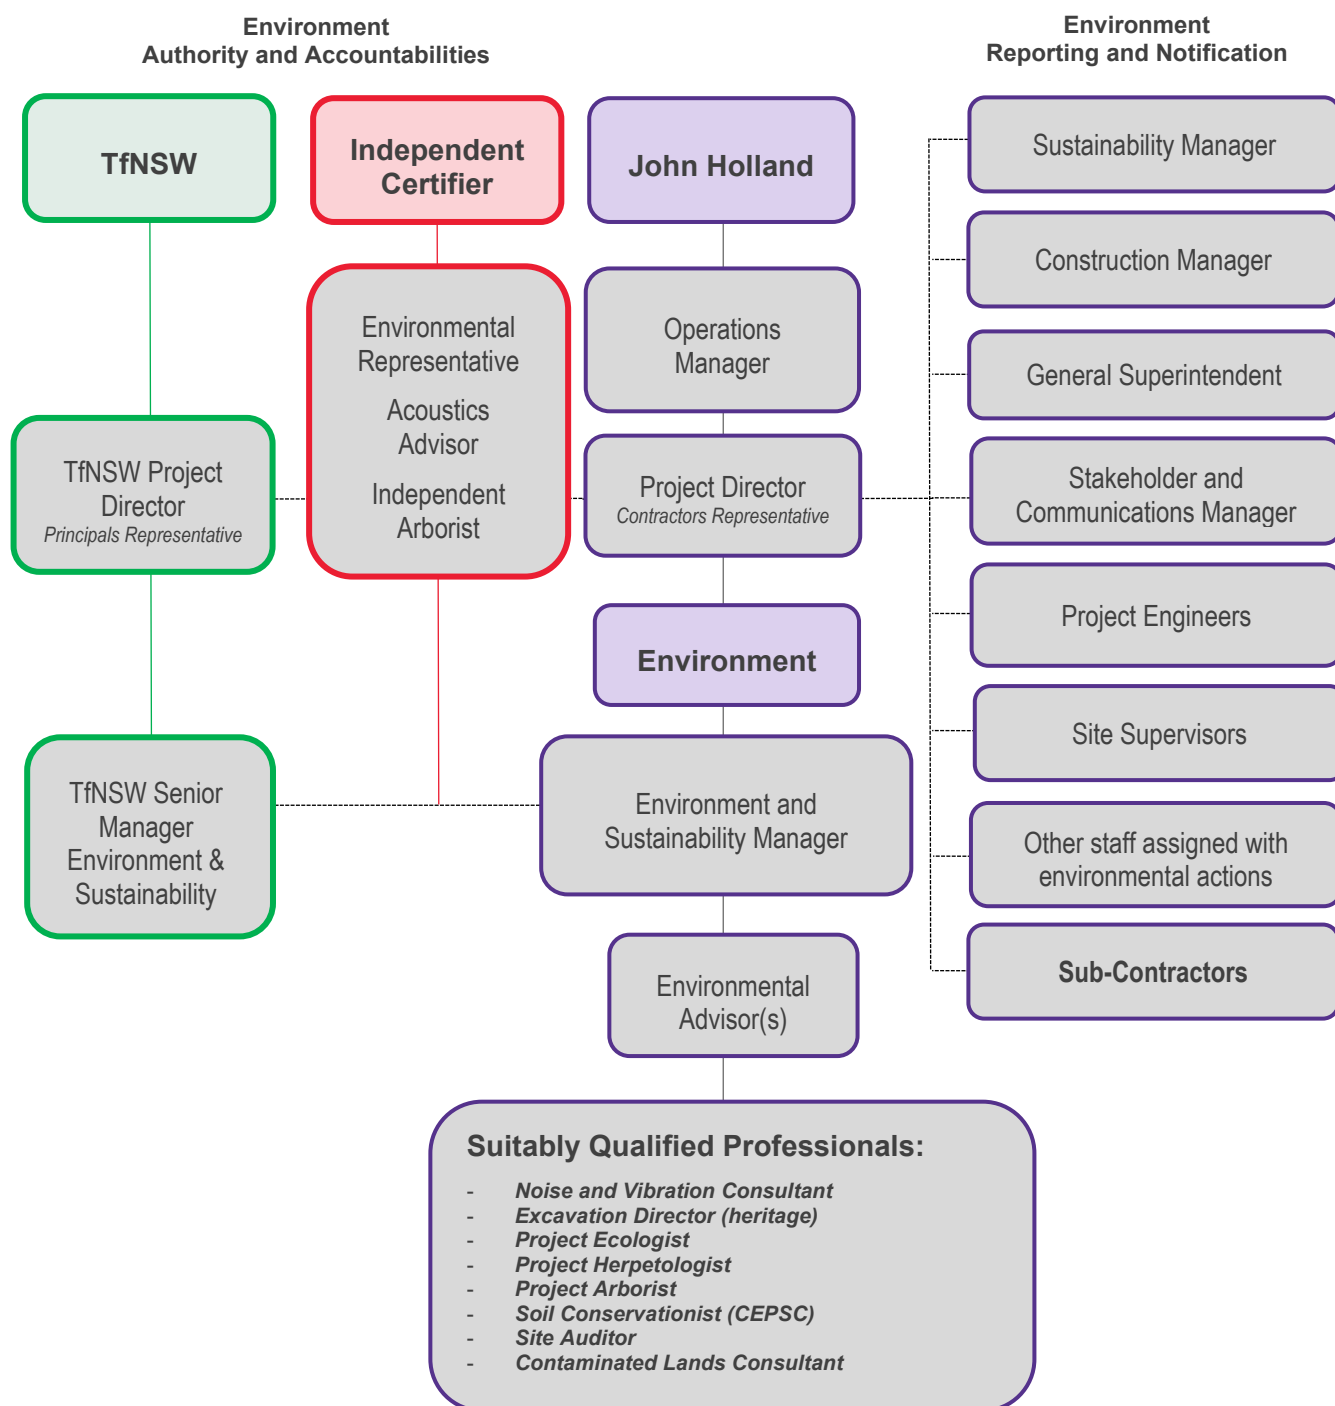 Environment
Authority and Accountabilities
Environment
Reporting and Notification
TfNSW
Independent
Certifier
John Holland
Sustainability Manager
Construction Manager
General Superintendent
Stakeholder and
Communications Manager
Project Engineers
Site Supervisors
Other staff assigned with
environmental actions
Sub-Contractors
Environmental
Representative
Acoustics
Advisor
Independent
Arborist
Operations
Manager
TfNSW Project
Director
Principals Representative
Project Director
Contractors Representative
Environment
TfNSW Senior
Manager
Environment &
Sustainability
Environment and
Sustainability Manager
Environmental
Advisor(s)
Suitably Qualified Professionals:
- Noise and Vibration Consultant
- Excavation Director (heritage)
- Project Ecologist
- Project Herpetologist
- Project Arborist
- Soil Conservationist (CEPSC)
- Site Auditor
- Contaminated Lands Consultant